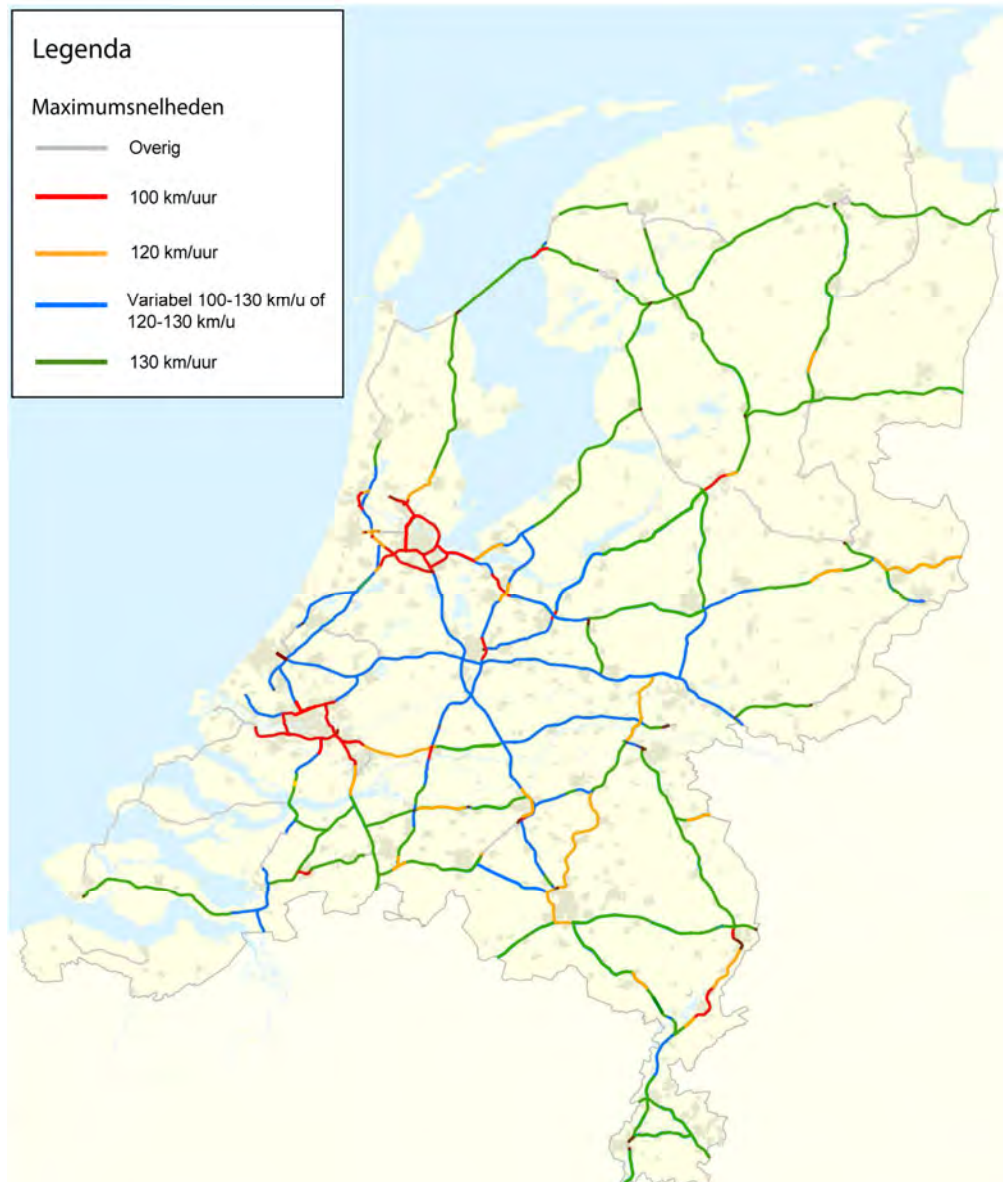 Legenda
Maximumsnelheden
Overig
100 km/uur
120 km/uur
Variabel 100-130 km/u of
120-130 km/u
130 km/uur